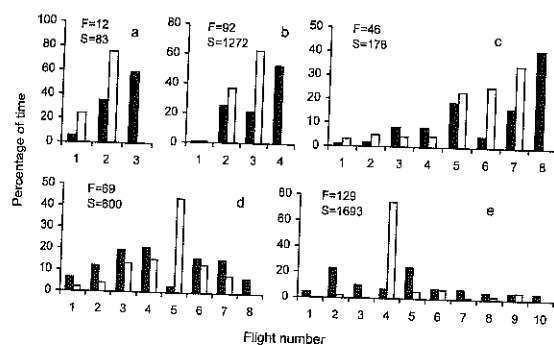 F=12
S=83
a
80
60
40
20
0
1 2 3
F=92
S=1272
b
80
60
40
20
0
1 2 3 4
F=46
S=178
c
50
40
30
20
10
0
1 2 3 4 5 6 7 8
Percentage of time
F=69
S=600
d
50
40
30
20
10
0
1 2 3 4 5 6 7 8
F=129
S=1693
e
80
60
40
20
0
1 2 3 4 5 6 7 8 9 10
Flight number